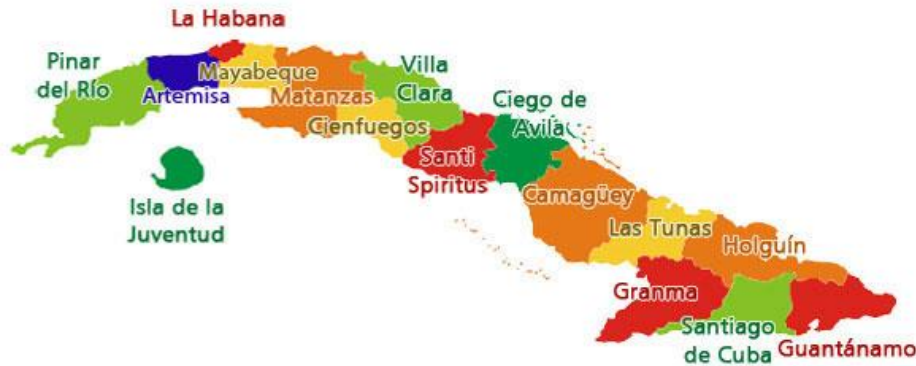 La Habana
Pinar
del Río
Artemisa
Mayabeque
Matanzas
Villa
Clara
Cienfuegos
Santi
Spiritus
Ciego de
Avila
Isla de la
Juventud
Camagüey
Las Tunas
Holguín
Granma
Santiago
de Cuba
Guantánamo